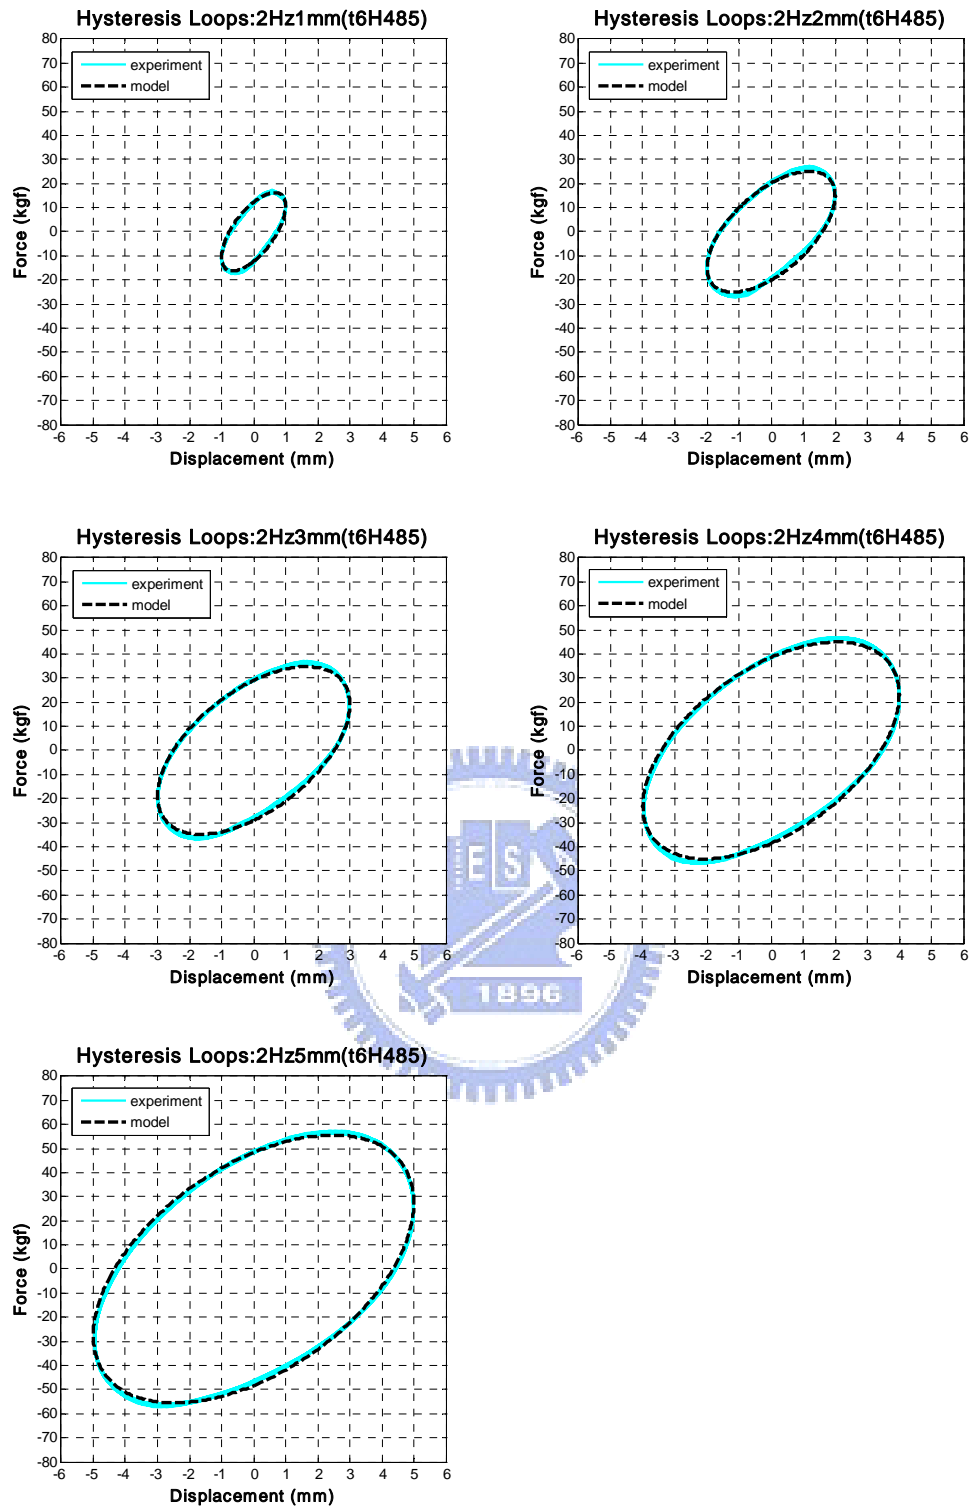 Hysteresis Loops:2Hz1mm(t6H485)
80
70
60
50
40
30
20
10
0
-10
-20
-30
-40
-50
-60
-70
-80
Force (kgf)
experiment
model
-6 -5 -4 -3 -2 -1 0 1 2 3 4 5 6
Displacement (mm)
Hysteresis Loops:2Hz2mm(t6H485)
80
70
60
50
40
30
20
10
0
-10
-20
-30
-40
-50
-60
-70
-80
Force (kgf)
experiment
model
-6 -5 -4 -3 -2 -1 0 1 2 3 4 5 6
Displacement (mm)
Hysteresis Loops:2Hz3mm(t6H485)
80
70
60
50
40
30
20
10
0
-10
-20
-30
-40
-50
-60
-70
-80
Force (kgf)
experiment
model
-6 -5 -4 -3 -2 -1 0 1 2 3 4 5 6
Displacement (mm)
Hysteresis Loops:2Hz4mm(t6H485)
80
70
60
50
40
30
20
10
0
-10
-20
-30
-40
-50
-60
-70
-80
Force (kgf)
experiment
model
-6 -5 -4 -3 -2 -1 0 1 2 3 4 5 6
Displacement (mm)
E S
1896
Hysteresis Loops:2Hz5mm(t6H485)
80
70
60
50
40
30
20
10
0
-10
-20
-30
-40
-50
-60
-70
-80
Force (kgf)
experiment
model
-6 -5 -4 -3 -2 -1 0 1 2 3 4 5 6
Displacement (mm)